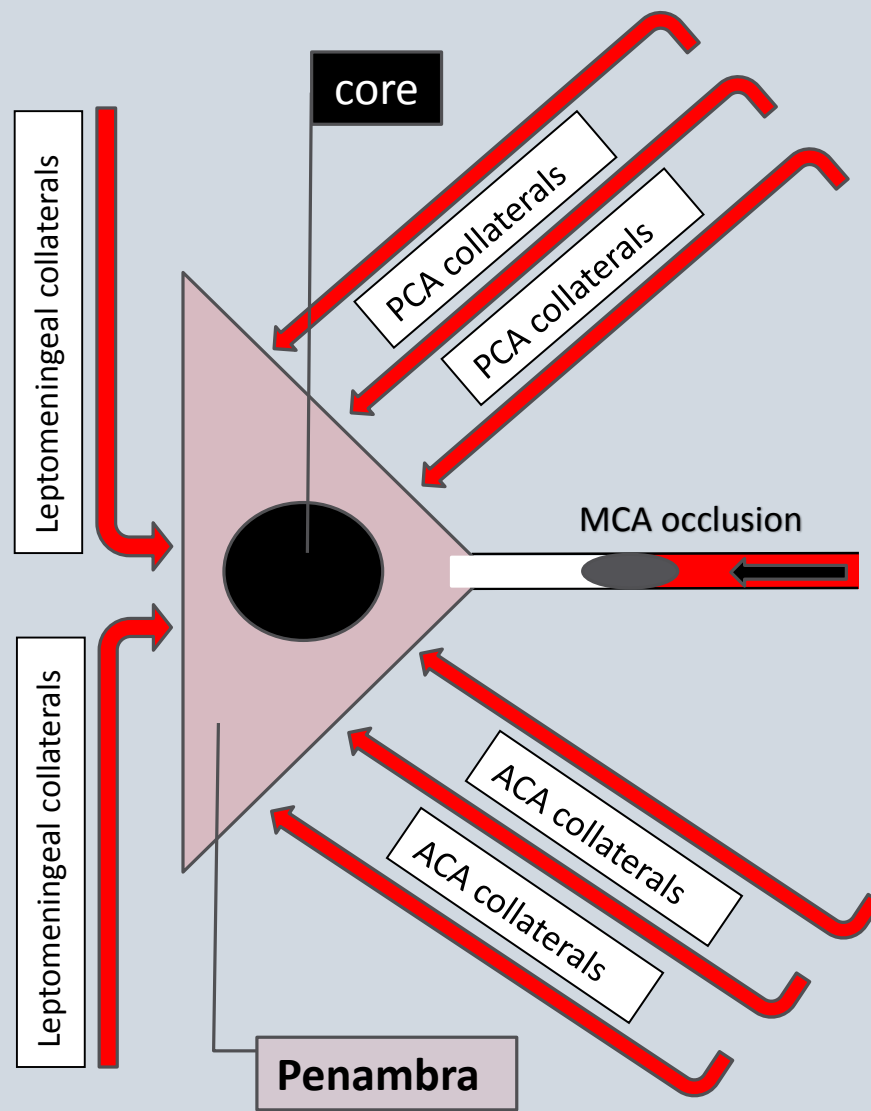 core
Leptomeningeal collaterals
PCA collaterals
PCA collaterals
MCA occlusion
Leptomeningeal collaterals
ACA collaterals
ACA collaterals
Penambra